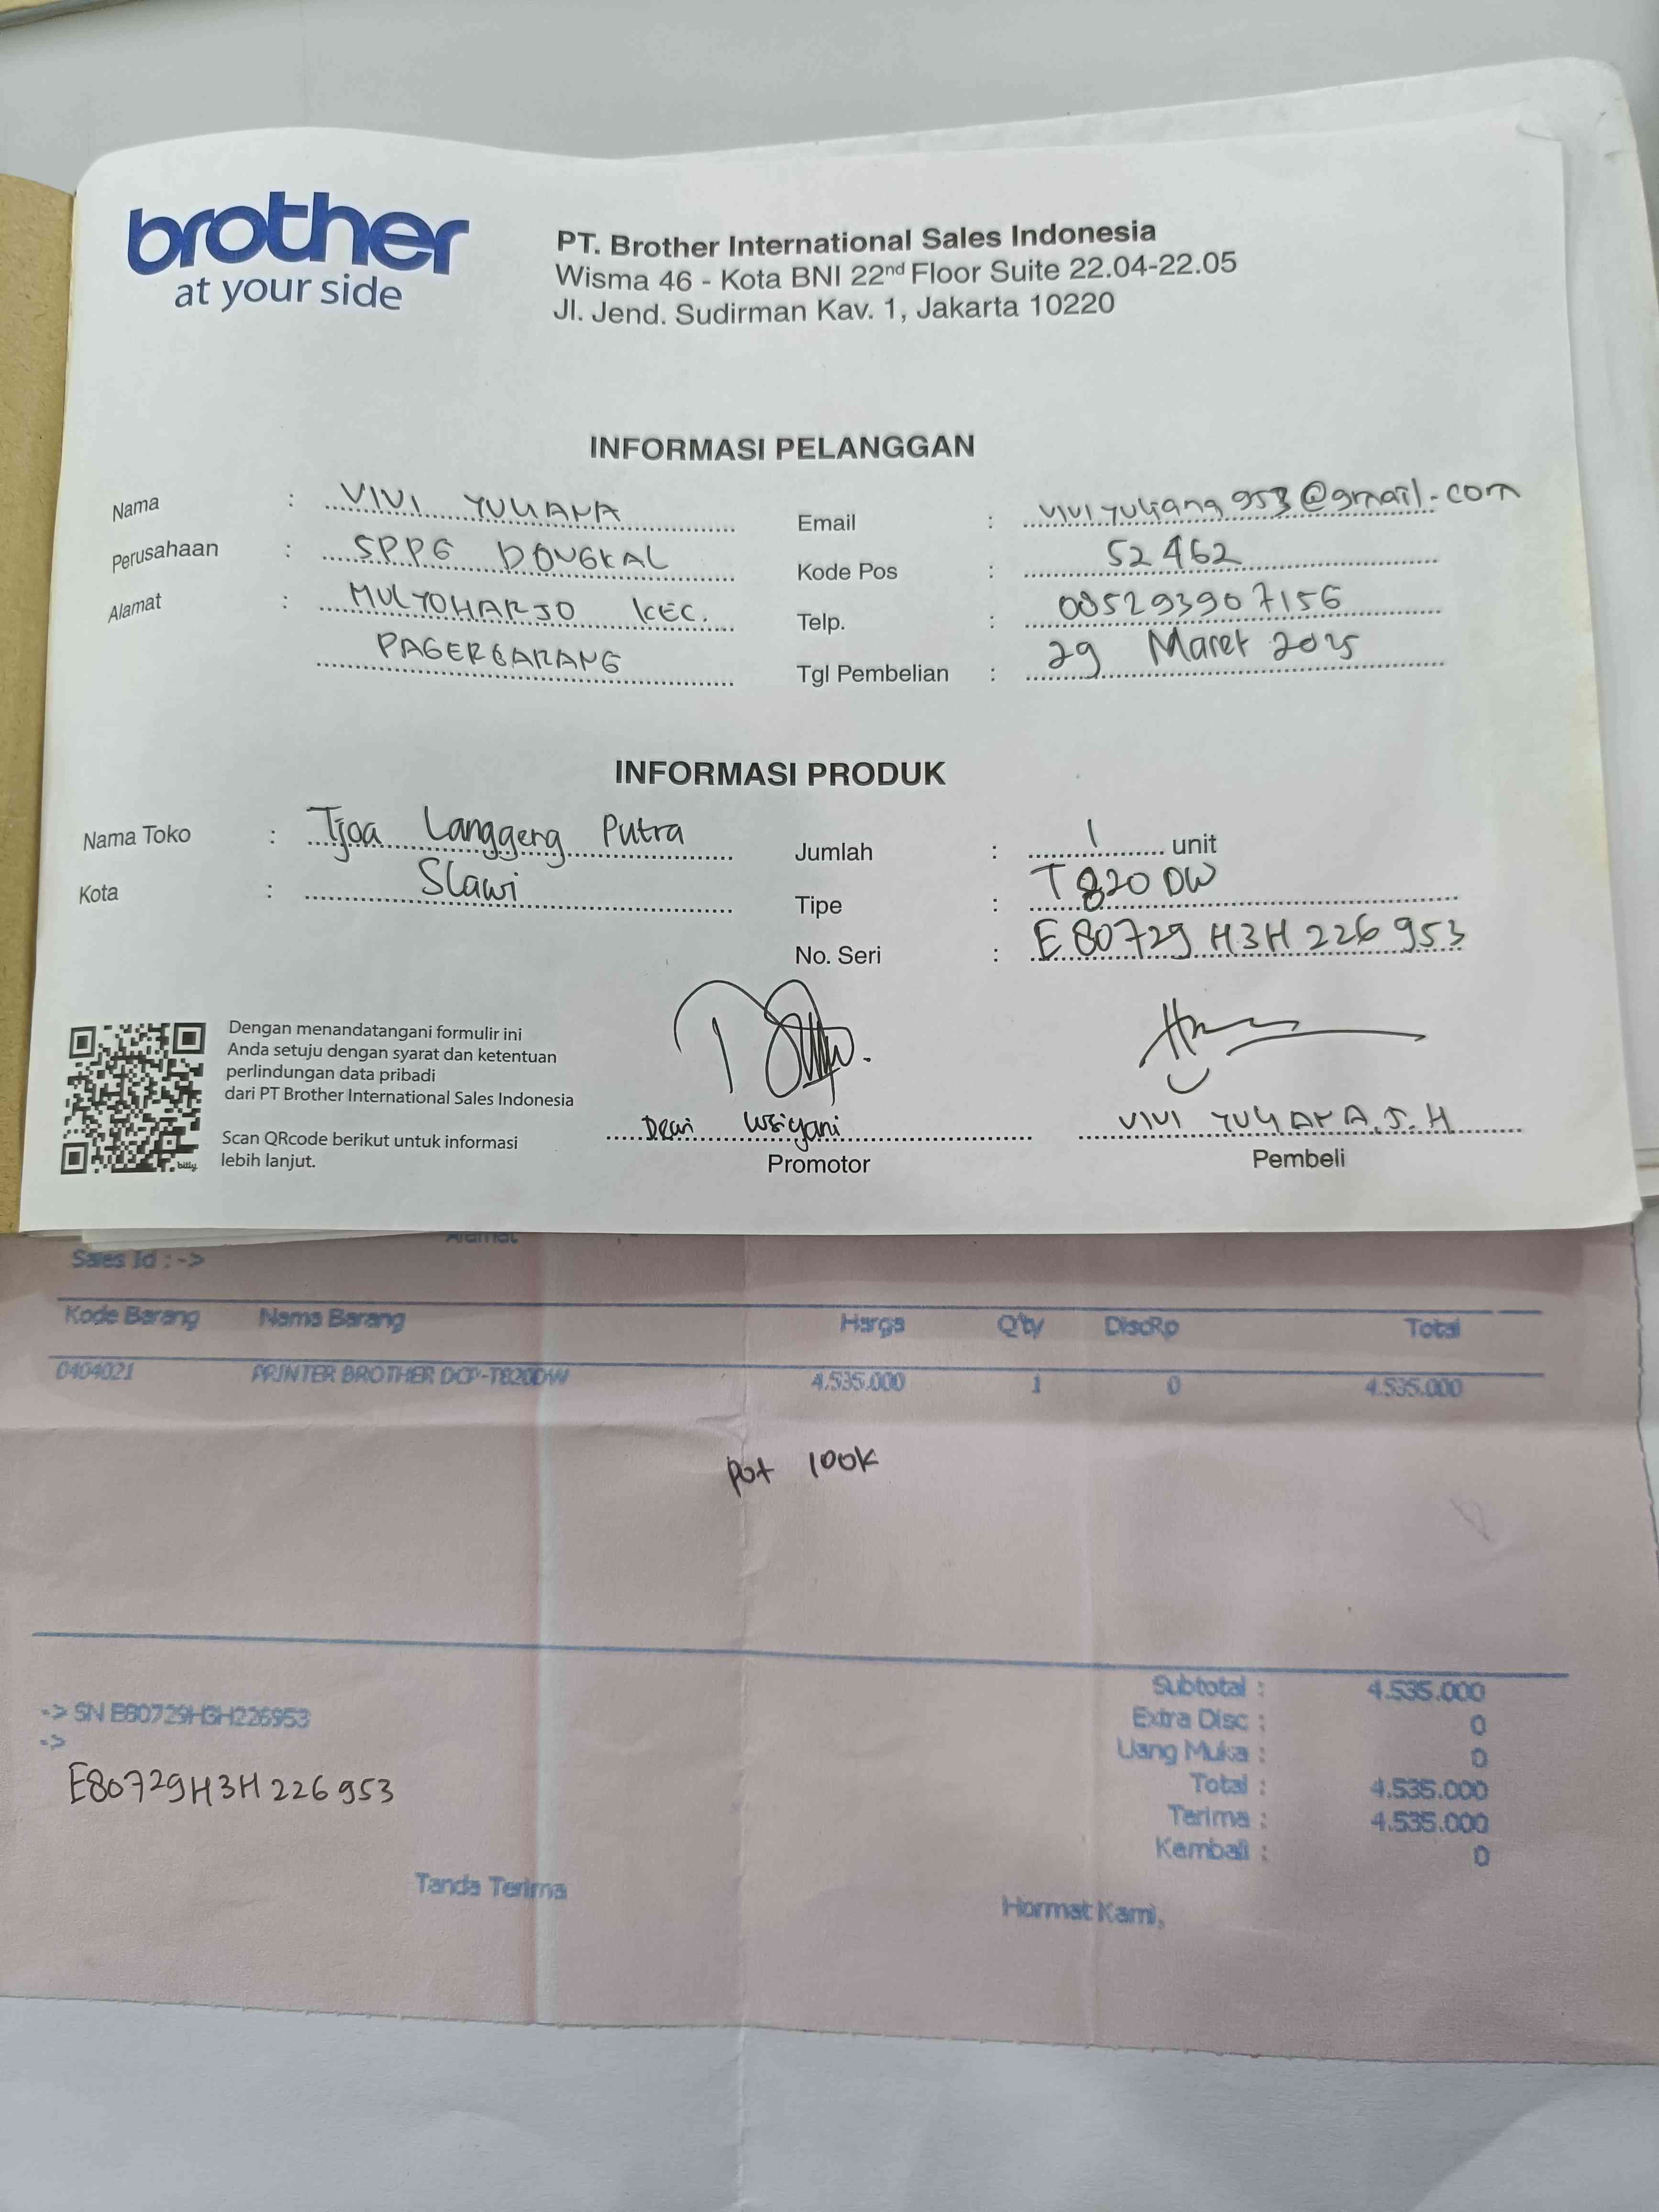 brother
at your side
PT. Brother International Sales Indonesia
Wisma 46 - Kota BNI 22nd Floor Suite 22.04-22.05
Jl. Jend. Sudirman Kav. 1, Jakarta 10220
INFORMASI PELANGGAN
Nama : VIVI YULIANA
Perusahaan : SPPG DONGKAL
Alamat : MULYOHARJO KEC.
PAGERBARANG
Email : viviyuliana953@gmail.com
Kode Pos : 52462
Telp. : 085293907156
Tgl Pembelian : 29 Maret 2025
INFORMASI PRODUK
Nama Toko : Tjoa Langgeng Putra
Kota : Slawi
Jumlah : 1 unit
Tipe : T820DW
No. Seri : E80729H3H226953
Dengan menandatangani formulir ini
Anda setuju dengan syarat dan ketentuan
perlindungan data pribadi
dari PT Brother International Sales Indonesia
Scan QRcode berikut untuk informasi
lebih lanjut.
bitly
Dewi
Promotor
VIVI YULIANA, S.H
Pembeli
Alamat
Sales Id : ->
Kode Barang Nama Barang Harga Q'ty DiscRp Total
0404021 PRINTER BROTHER DCP-T820DW 4.535.000 1 0 4.535.000
pot 100k
-> SN E80729H3H226953
->
E80729H3H226953
Subtotal : 4.535.000
Extra Disc : 0
Uang Muka : 0
Total : 4.535.000
Terima : 4.535.000
Kembali : 0
Tanda Terima
Hormat Kami,